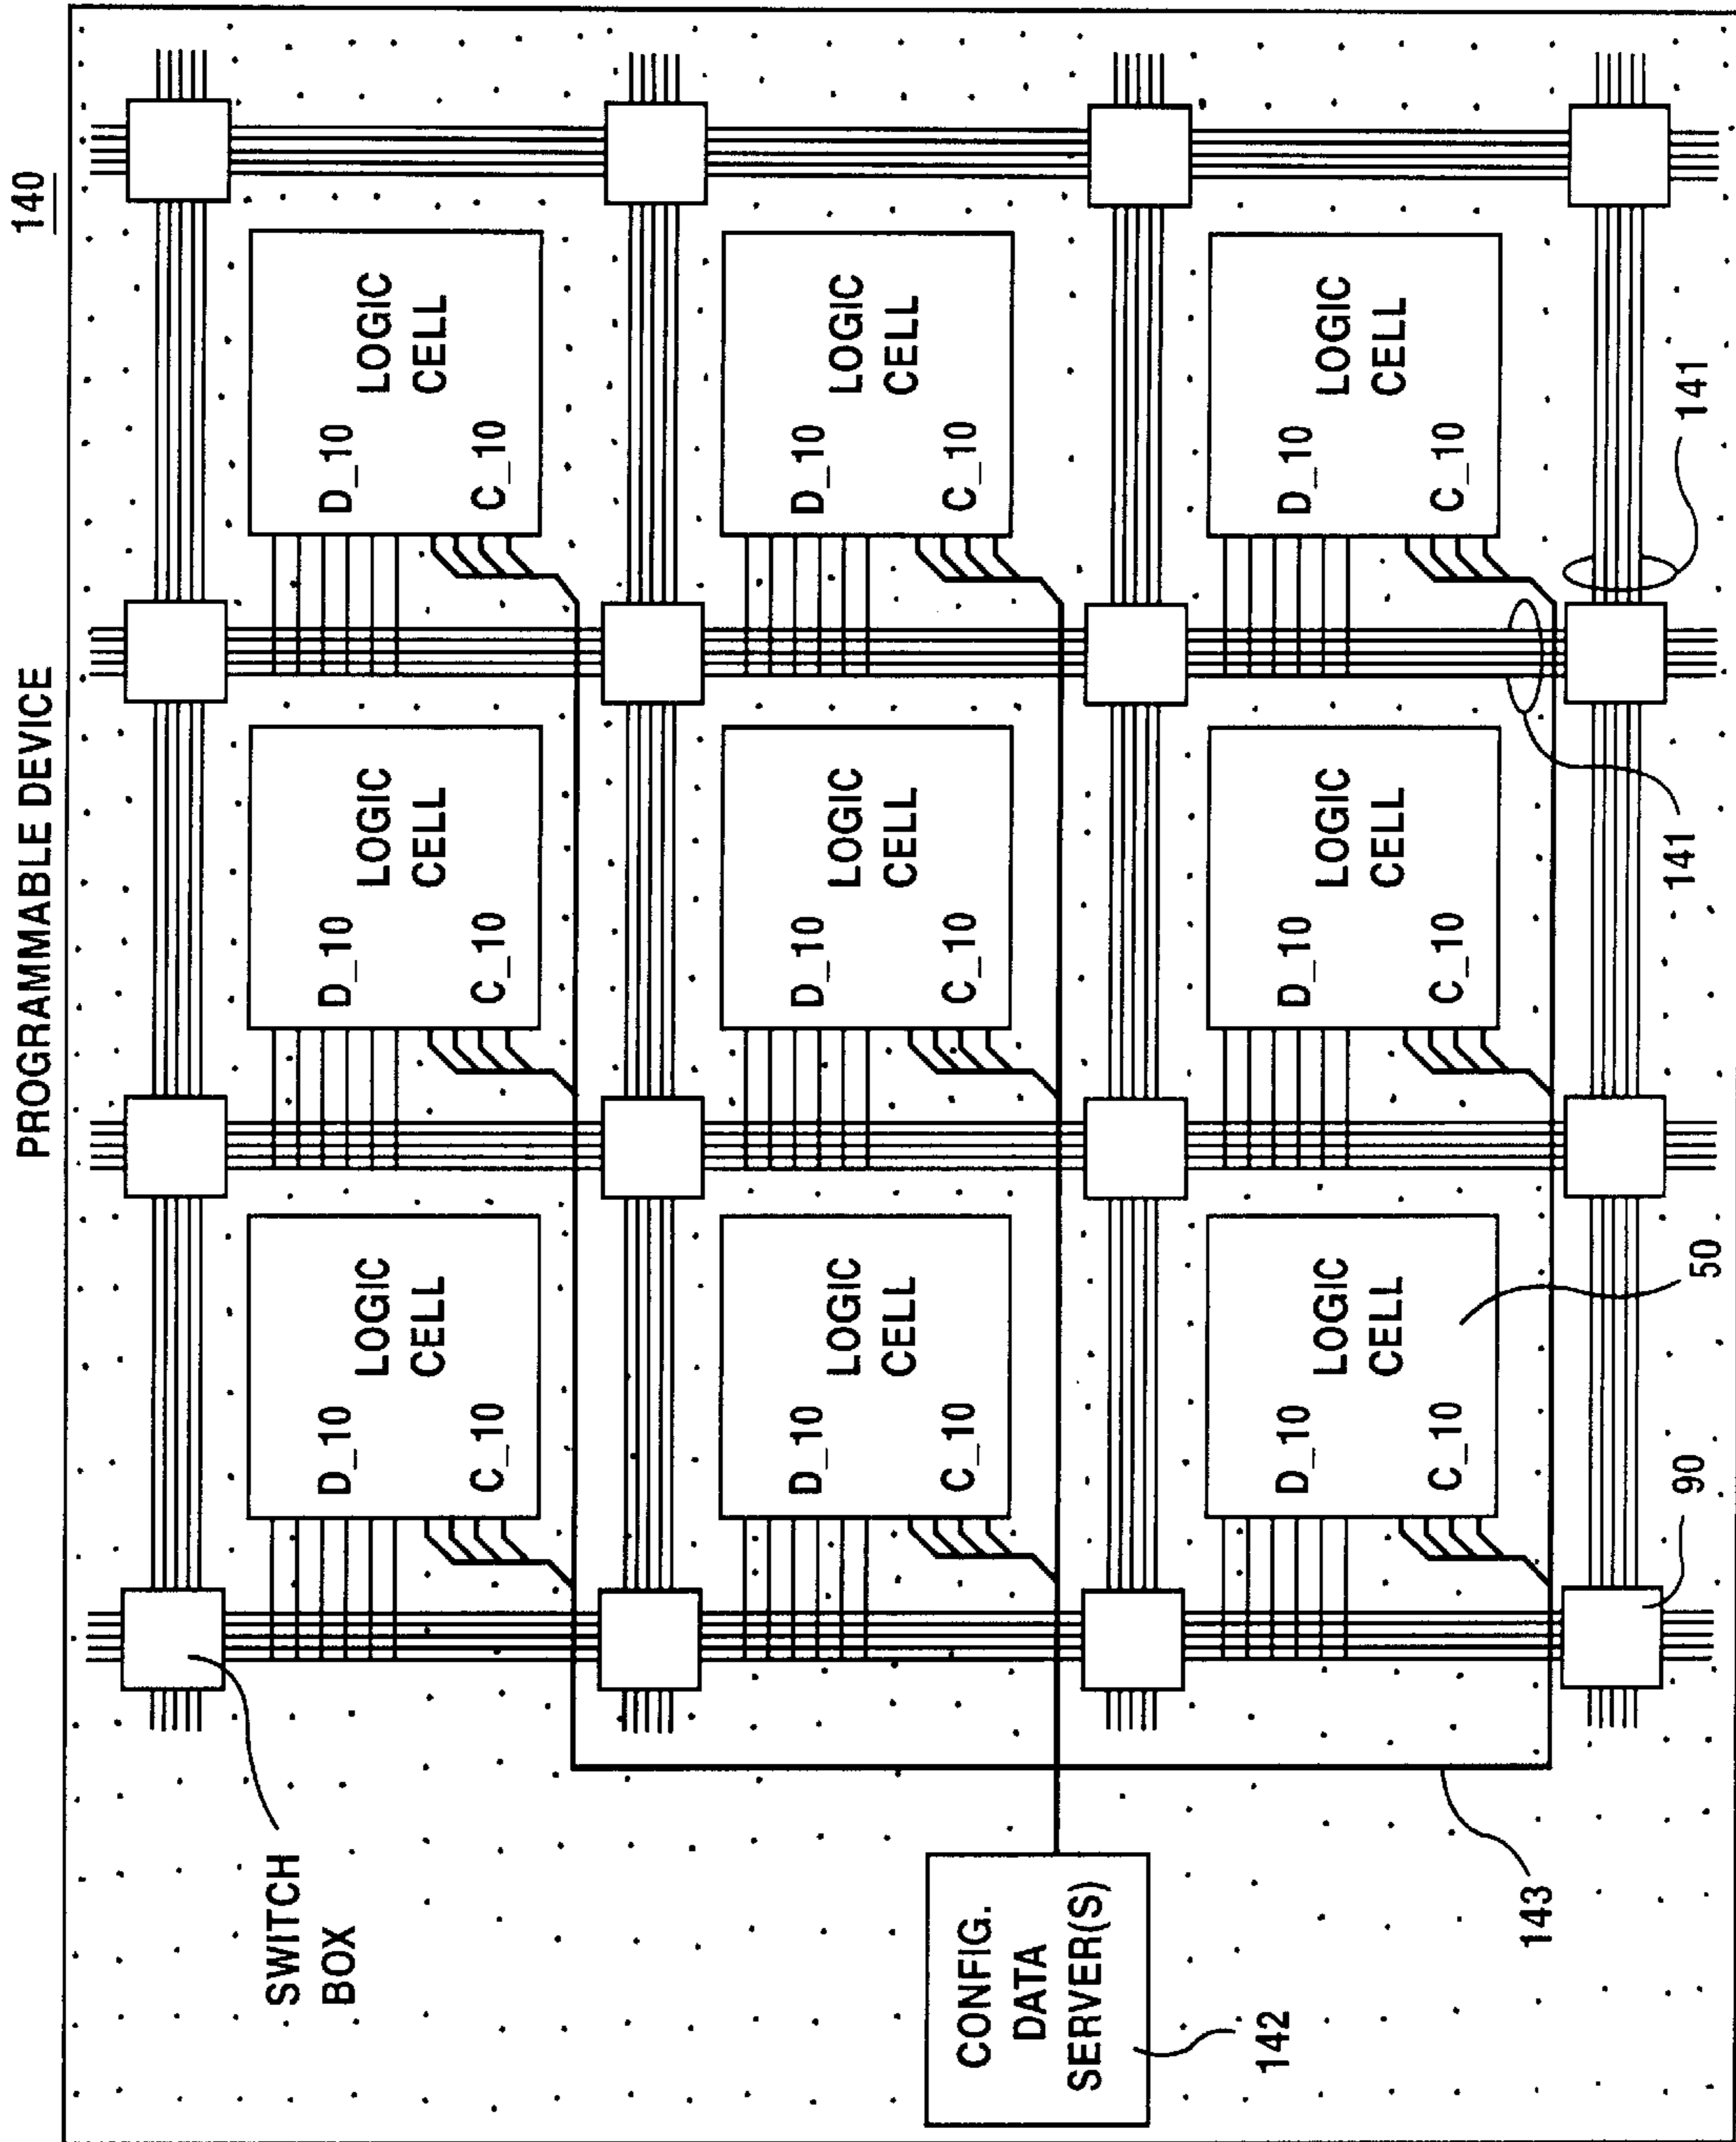 PROGRAMMABLE DEVICE
140
SWITCH
BOX
D_10
LOGIC
CELL
C_10
D_10
LOGIC
CELL
C_10
D_10
LOGIC
CELL
C_10
CONFIG.
DATA
SERVER(S)
142
D_10
LOGIC
CELL
C_10
D_10
LOGIC
CELL
C_10
D_10
LOGIC
CELL
C_10
D_10
LOGIC
CELL
C_10
D_10
LOGIC
CELL
C_10
D_10
LOGIC
CELL
C_10
143
90
50
141
141